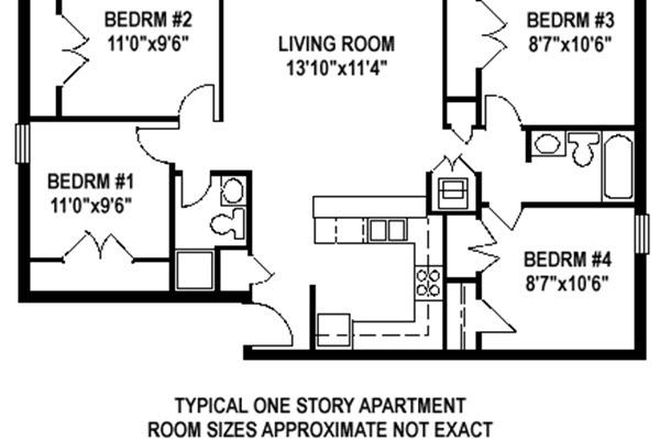 BEDRM #2
11'0"x9'6"
LIVING ROOM
13'10"x11'4"
BEDRM #3
8'7"x10'6"
BEDRM #1
11'0"x9'6"
BEDRM #4
8'7"x10'6"
TYPICAL ONE STORY APARTMENT
ROOM SIZES APPROXIMATE NOT EXACT